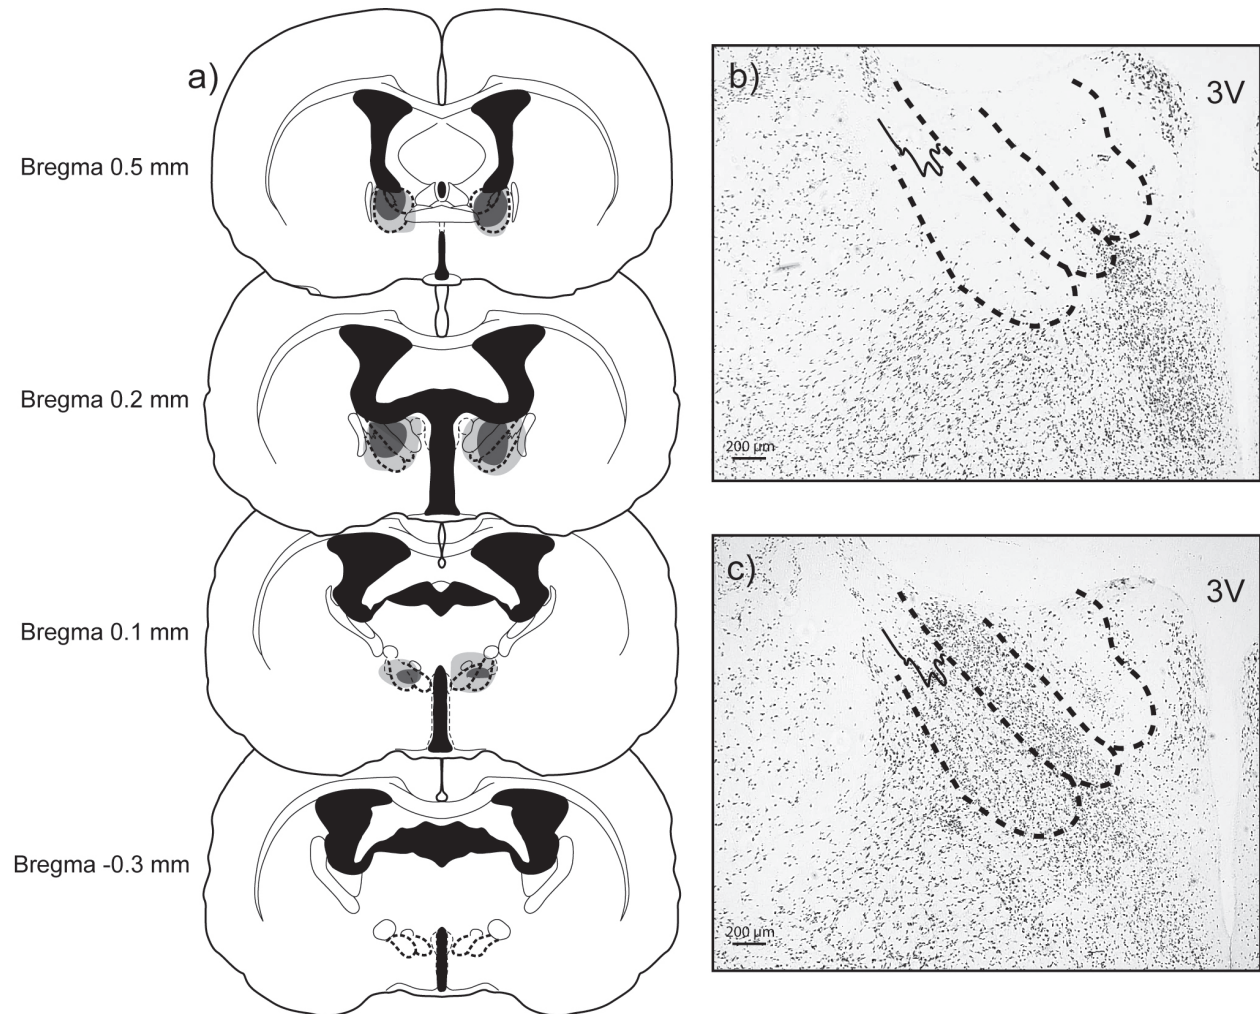 a)
Bregma 0.5 mm
Bregma 0.2 mm
Bregma 0.1 mm
Bregma -0.3 mm
b)
3V
200 µm
c)
3V
200 µm